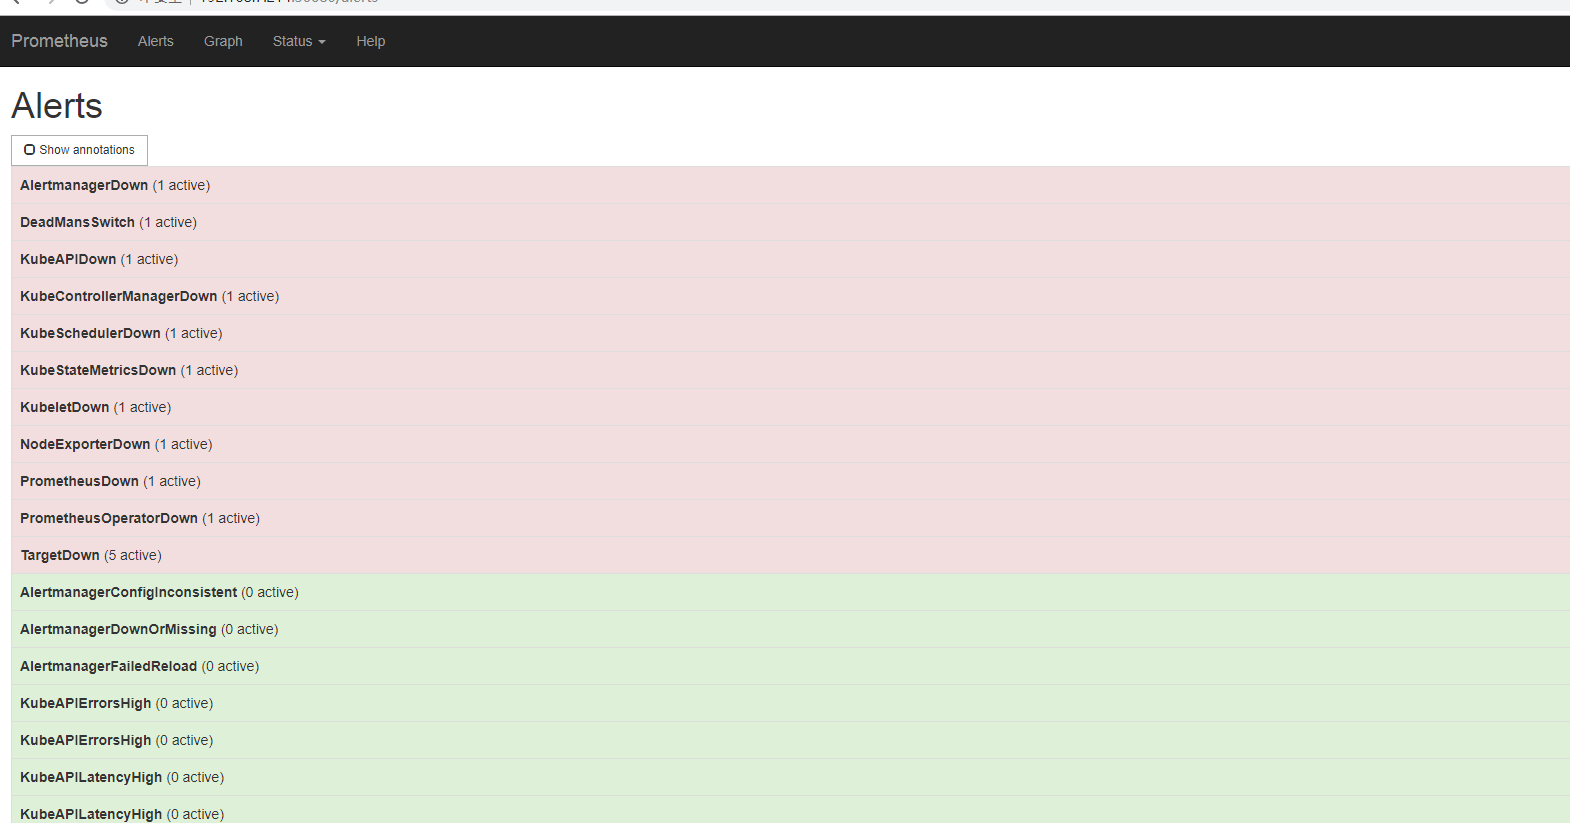 Prometheus Alerts Graph Status Help
Alerts
Show annotations
AlertmanagerDown (1 active)
DeadMansSwitch (1 active)
KubeAPIDown (1 active)
KubeControllerManagerDown (1 active)
KubeSchedulerDown (1 active)
KubeStateMetricsDown (1 active)
KubeletDown (1 active)
NodeExporterDown (1 active)
PrometheusDown (1 active)
PrometheusOperatorDown (1 active)
TargetDown (5 active)
AlertmanagerConfigInconsistent (0 active)
AlertmanagerDownOrMissing (0 active)
AlertmanagerFailedReload (0 active)
KubeAPIErrorsHigh (0 active)
KubeAPIErrorsHigh (0 active)
KubeAPILatencyHigh (0 active)
KubeAPILatencyHigh (0 active)